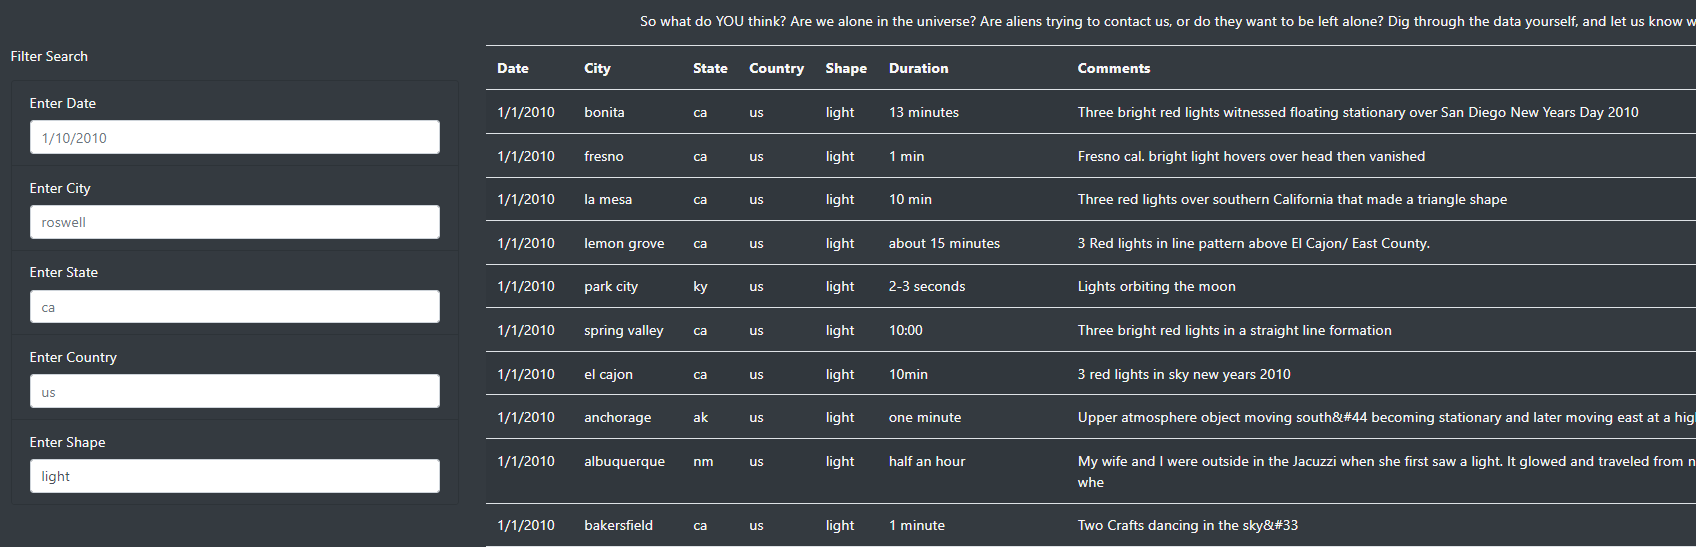 So what do YOU think? Are we alone in the universe? Are aliens trying to contact us, or do they want to be left alone? Dig through the data yourself, and let us know w
Filter Search
Enter Date
1/10/2010
Enter City
roswell
Enter State
ca
Enter Country
us
Enter Shape
light
Date City State Country Shape Duration Comments
1/1/2010 bonita ca us light 13 minutes Three bright red lights witnessed floating stationary over San Diego New Years Day 2010
1/1/2010 fresno ca us light 1 min Fresno cal. bright light hovers over head then vanished
1/1/2010 la mesa ca us light 10 min Three red lights over southern California that made a triangle shape
1/1/2010 lemon grove ca us light about 15 minutes 3 Red lights in line pattern above El Cajon/ East County.
1/1/2010 park city ky us light 2-3 seconds Lights orbiting the moon
1/1/2010 spring valley ca us light 10:00 Three bright red lights in a straight line formation
1/1/2010 el cajon ca us light 10min 3 red lights in sky new years 2010
1/1/2010 anchorage ak us light one minute Upper atmosphere object moving south&#44 becoming stationary and later moving east at a hig
1/1/2010 albuquerque nm us light half an hour My wife and I were outside in the Jacuzzi when she first saw a light. It glowed and traveled from n
whe
1/1/2010 bakersfield ca us light 1 minute Two Crafts dancing in the sky&#33